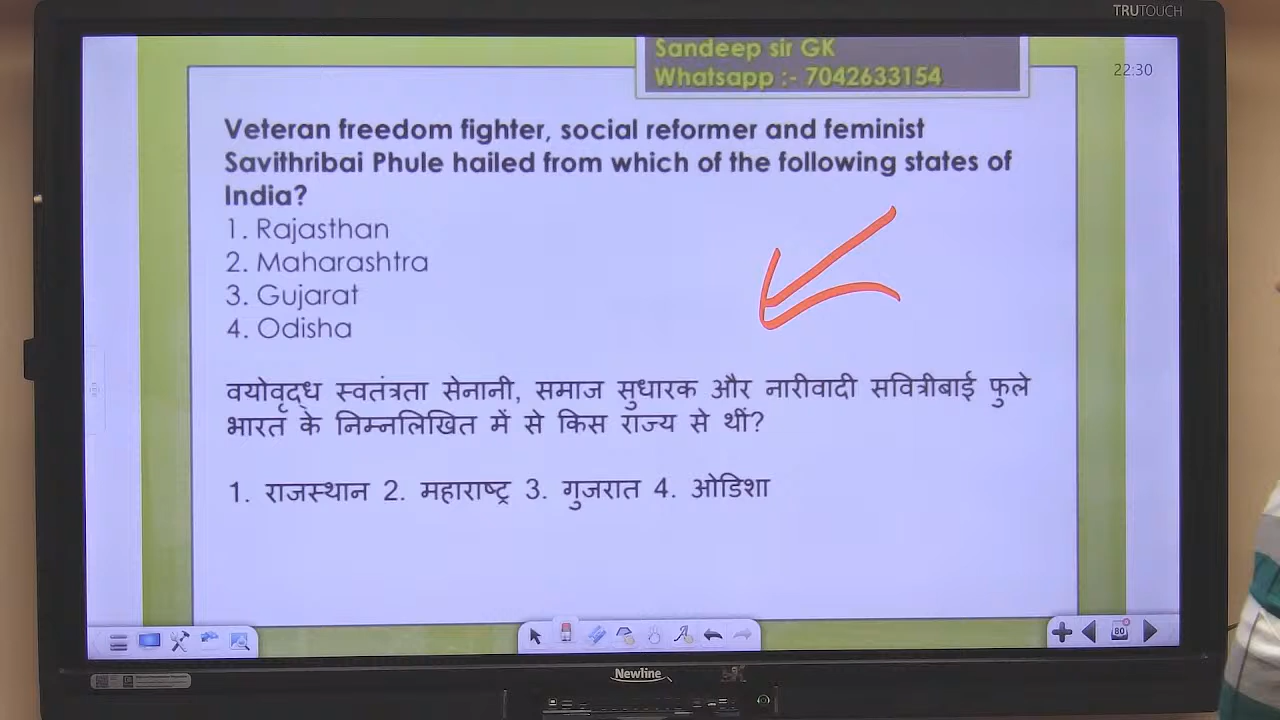 TRUTOUCH
Sandeep sir GK
Whatsapp :- 7042633154
22:30
Veteran freedom fighter, social reformer and feminist
Savithribai Phule hailed from which of the following states of
India?
1. Rajasthan
2. Maharashtra
3. Gujarat
4. Odisha
वयोवृद्ध स्वतंत्रता सेनानी, समाज सुधारक और नारीवादी सवित्रीबाई फुले
भारत के निम्नलिखित में से किस राज्य से थीं?
1. राजस्थान 2. महाराष्ट्र 3. गुजरात 4. ओडिशा
80
Newline